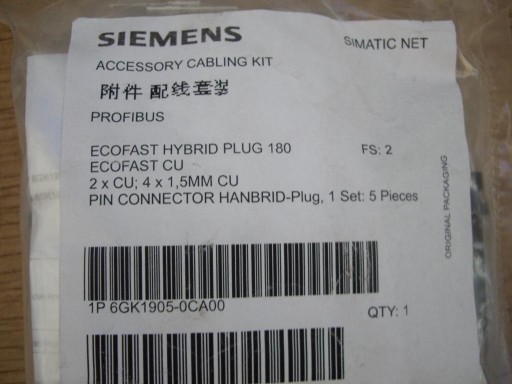 SIEMENS
SIMATIC NET
ACCESSORY CABLING KIT
附件 配线套装
PROFIBUS
ECOFAST HYBRID PLUG 180 FS: 2
ECOFAST CU
2 x CU; 4 x 1,5MM CU
PIN CONNECTOR HANBRID-Plug, 1 Set: 5 Pieces
ORIGINAL PACKAGING
1P 6GK1905-0CA00 QTY: 1